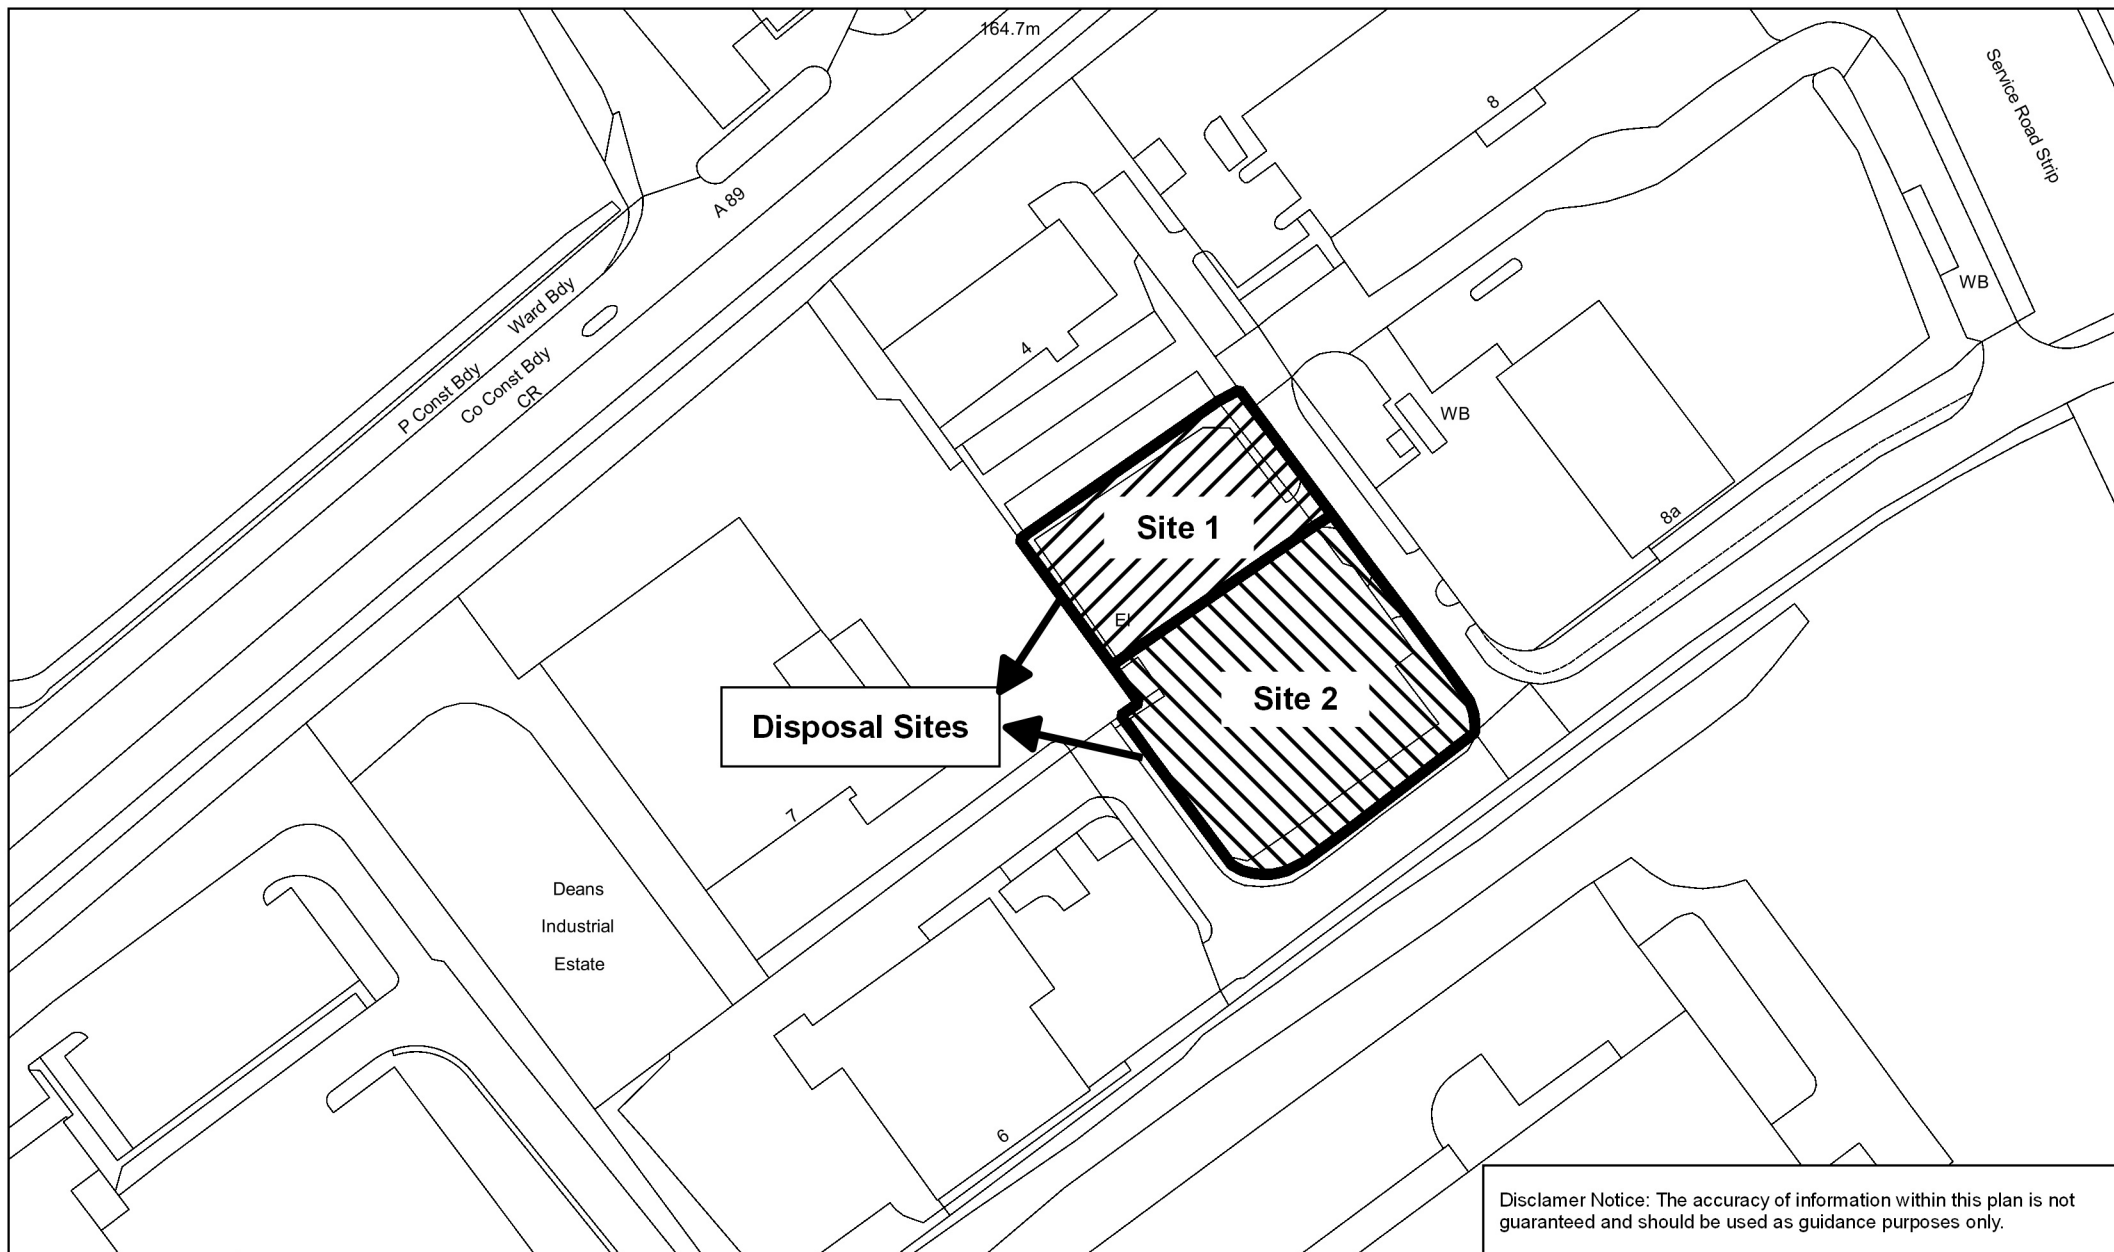 164.7m
Service Road Strip
8
A 89
WB
Ward Bdy
P Const Bdy
Co Const Bdy
CR
4
WB
8a
Site 1
El
Site 2
Disposal Sites
7
Deans
Industrial
Estate
6
Disclamer Notice: The accuracy of information within this plan is not
guaranteed and should be used as guidance purposes only.